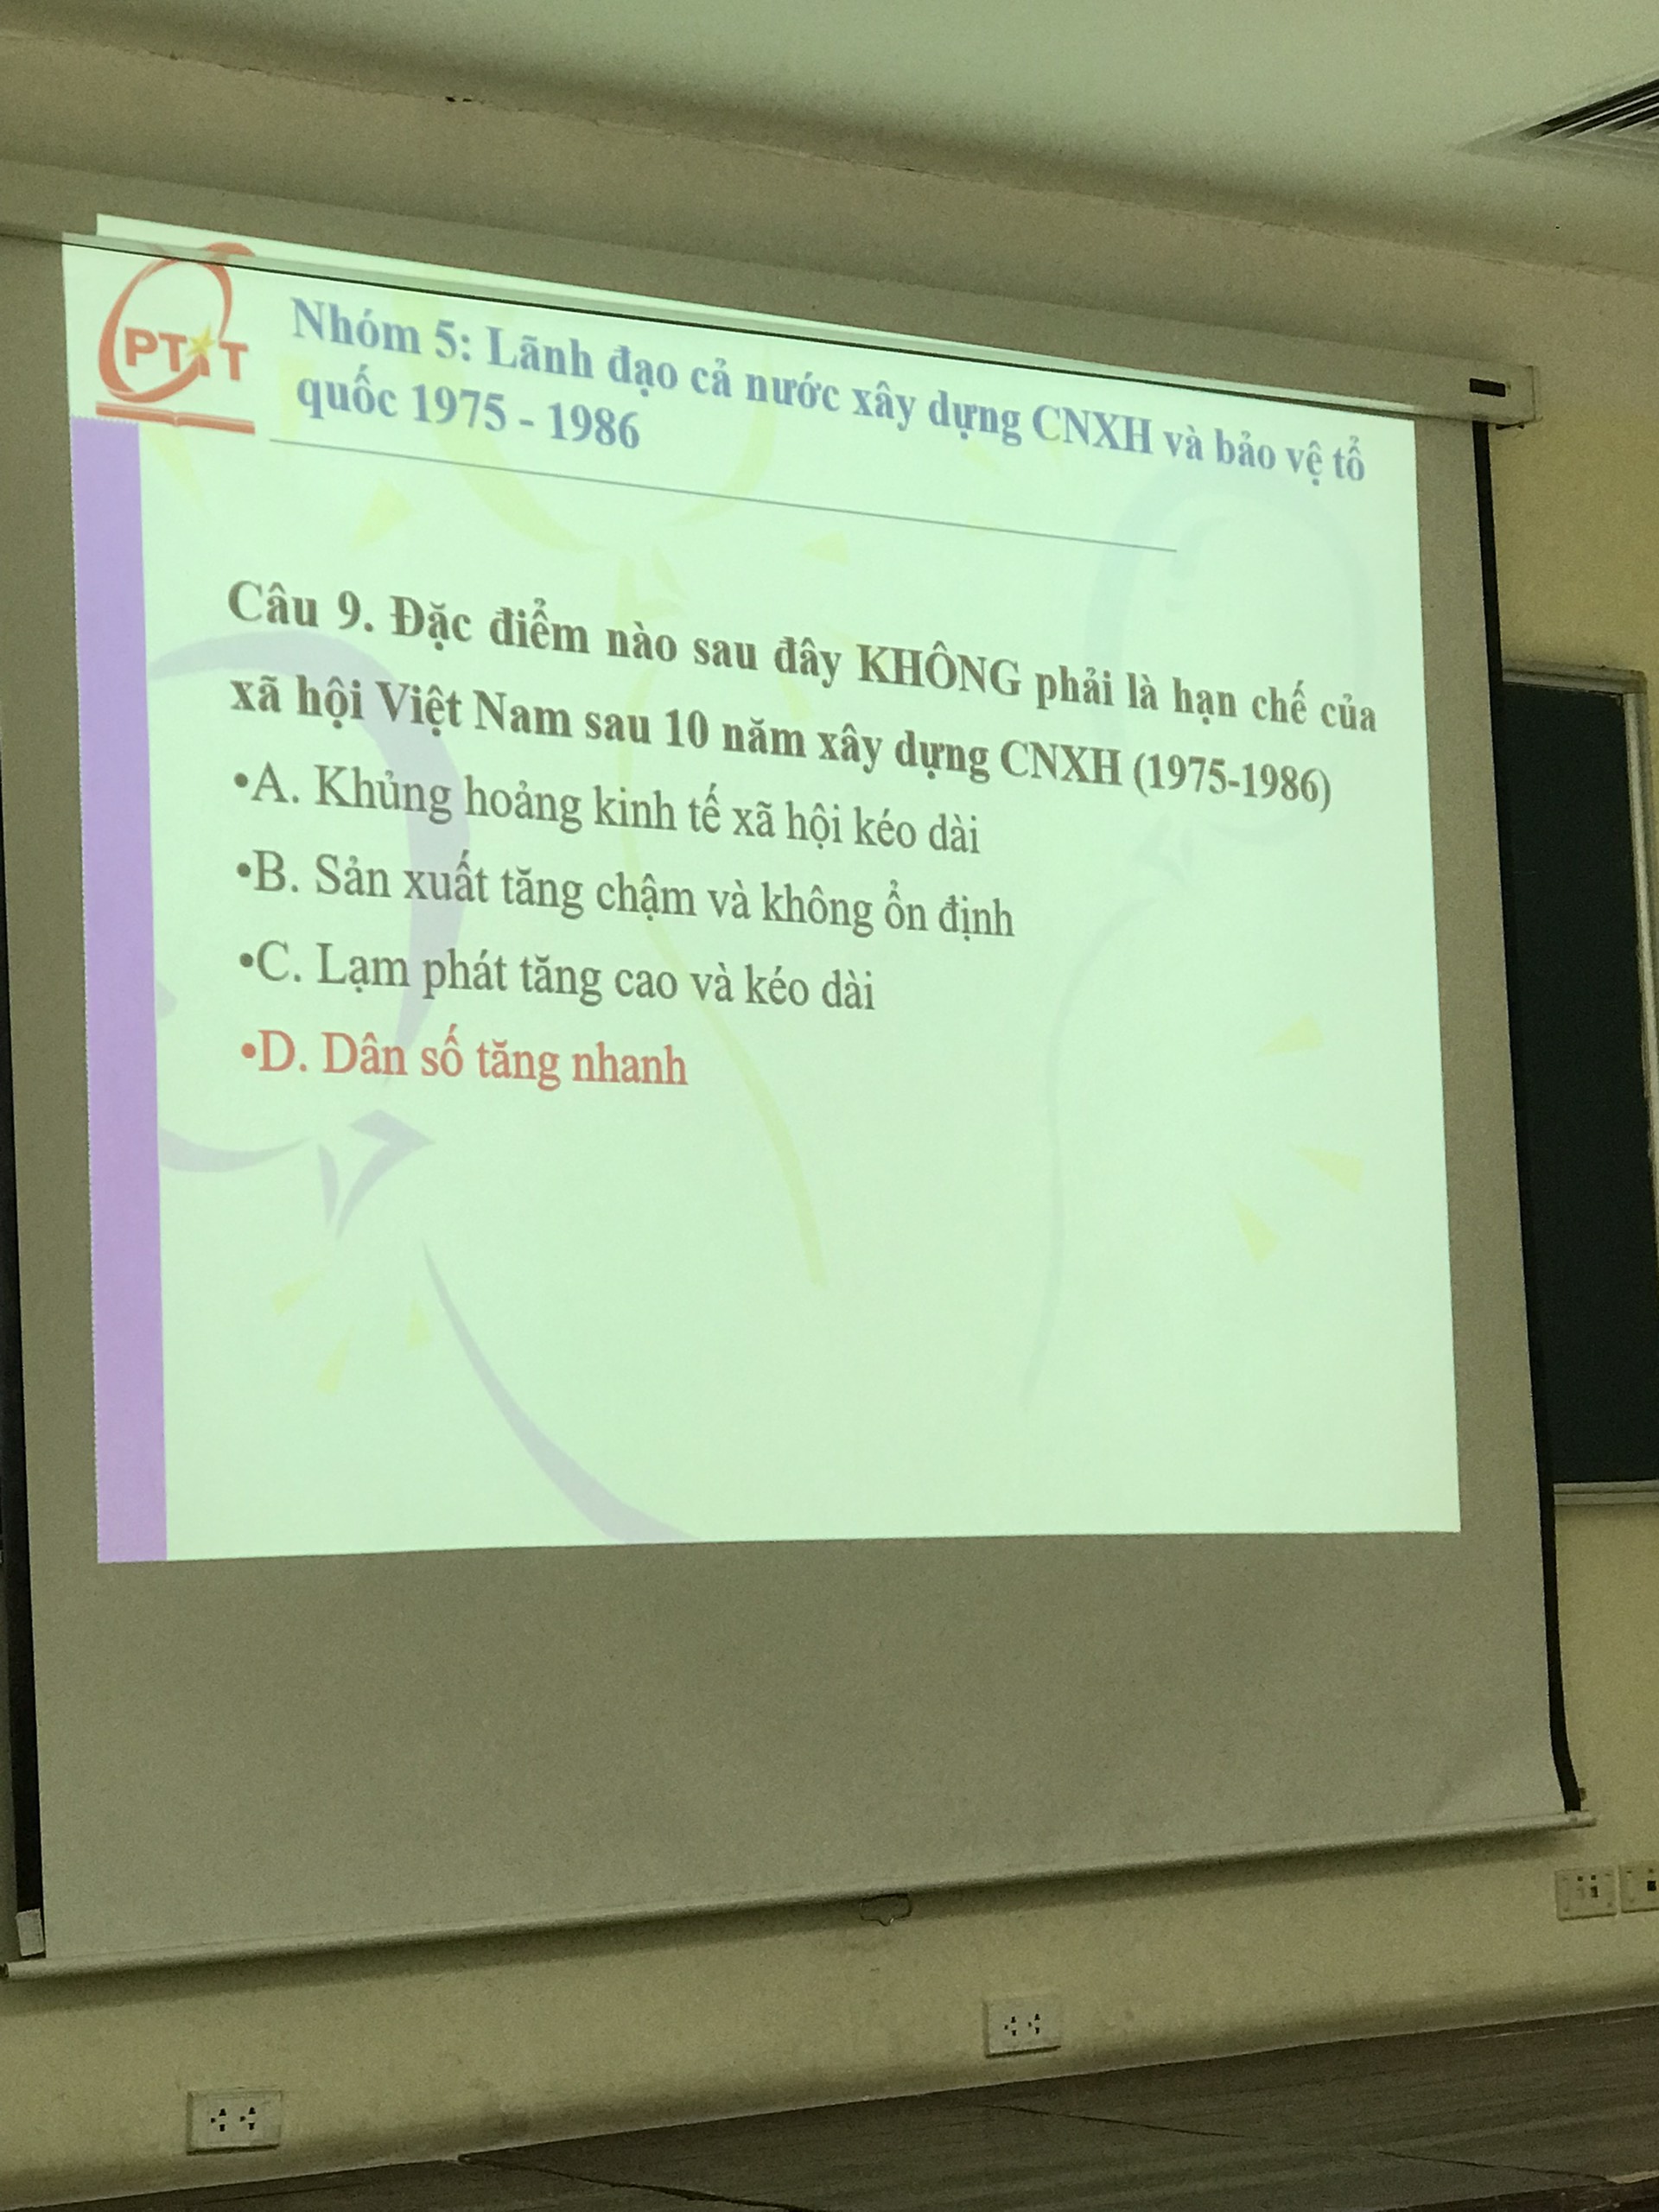 PTIT
Nhóm 5: Lãnh đạo cả nước xây dựng CNXH và bảo vệ tổ
quốc 1975 - 1986
Câu 9. Đặc điểm nào sau đây KHÔNG phải là hạn chế của
xã hội Việt Nam sau 10 năm xây dựng CNXH (1975-1986)
•A. Khủng hoảng kinh tế xã hội kéo dài
•B. Sản xuất tăng chậm và không ổn định
•C. Lạm phát tăng cao và kéo dài
•D. Dân số tăng nhanh